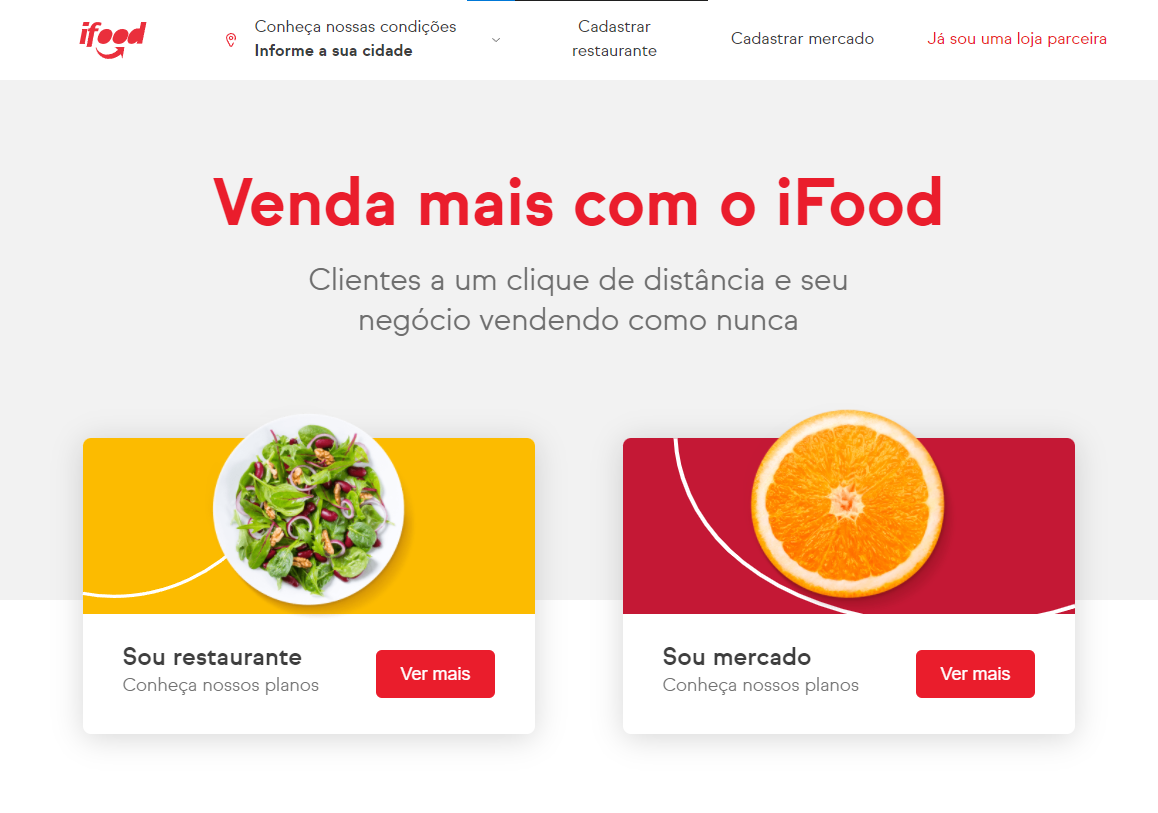 ifood
Conheça nossas condições
Informe a sua cidade
Cadastrar
restaurante
Cadastrar mercado
Já sou uma loja parceira
Venda mais com o iFood
Clientes a um clique de distância e seu
negócio vendendo como nunca
Sou restaurante
Conheça nossos planos
Ver mais
Sou mercado
Conheça nossos planos
Ver mais